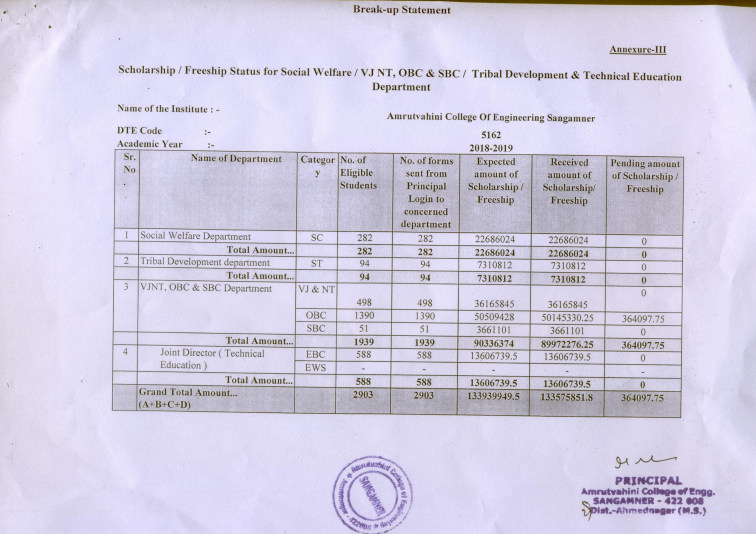 Break-up Statement
Annexure-III
Scholarship / Freeship Status for Social Welfare / VJ NT, OBC & SBC / Tribal Development & Technical Education
Department
Name of the Institute : -
Amrutvahini College Of Engineering Sangamner
DTE Code :- 5162
Academic Year :- 2018-2019
Sr. No . Name of Department Categor y No. of Eligible Students No. of forms sent from Principal Login to concerned department Expected amount of Scholarship / Freeship Received amount of Scholarship/ Freeship Pending amount of Scholarship / Freeship
1 Social Welfare Department SC 282 282 22686024 22686024 0
Total Amount... 282 282 22686024 22686024 0
2 Tribal Development department ST 94 94 7310812 7310812 0
Total Amount... 94 94 7310812 7310812 0
3 VJNT, OBC & SBC Department VJ & NT 498 498 36165845 36165845 0
OBC 1390 1390 50509428 50145330.25 364097.75
SBC 51 51 3661101 3661101 0
Total Amount... 1939 1939 90336374 89972276.25 364097.75
4 Joint Director ( Technical Education ) EBC 588 588 13606739.5 13606739.5 0
EWS - - - - -
Total Amount... 588 588 13606739.5 13606739.5 0
Grand Total Amount... (A+B+C+D) 2903 2903 133939949.5 133575851.8 364097.75
Amrutvahini College of Engineering
SANGAMNER
PRINCIPAL
Amrutvahini College of Engg.
SANGAMNER - 422 608
Dist.-Ahmednagar (M.S.)